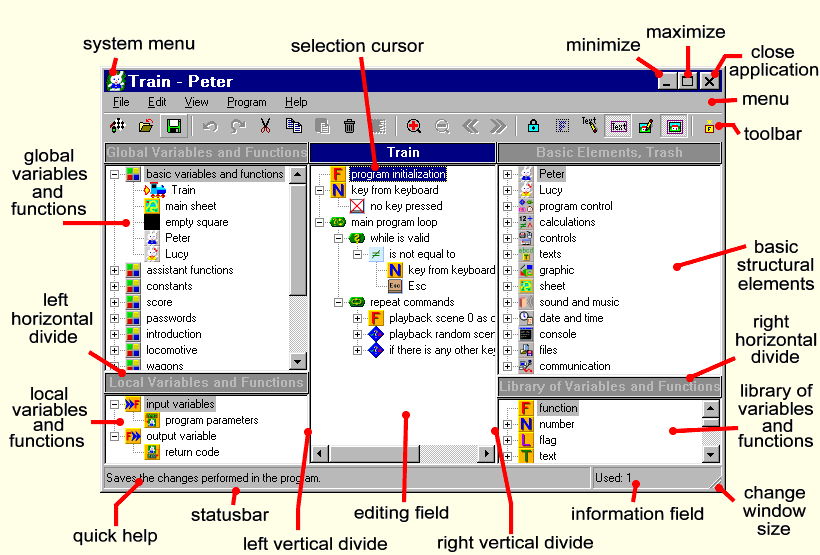 system menu
selection cursor
minimize
maximize
close
application
Train - Peter
File Edit View Program Help
menu
Text
Text
F
toolbar
global
variables
and
functions
Global Variables and Functions
basic variables and functions
Train
main sheet
empty square
Peter
Lucy
assistant functions
constants
score
passwords
introduction
locomotive
wagons
Train
F program initialization
N key from keyboard
no key pressed
main program loop
while is valid
≠ is not equal to
N key from keyboard
Esc Esc
repeat commands
F playback scene 0 as c
playback random scer
if there is any other key
Basic Elements, Trash
Peter
Lucy
program control
calculations
controls
texts
graphic
sheet
sound and music
date and time
console
files
communication
basic
structural
elements
left
horizontal
divide
right
horizontal
divide
local
variables
and
functions
Local Variables and Functions
F input variables
program parameters
F output variable
return code
Library of Variables and Functions
F function
N number
L flag
T text
library of
variables
and
functions
Saves the changes performed in the program.
Used: 1
quick help
statusbar
left vertical divide
editing field
right vertical divide
information field
change
window
size